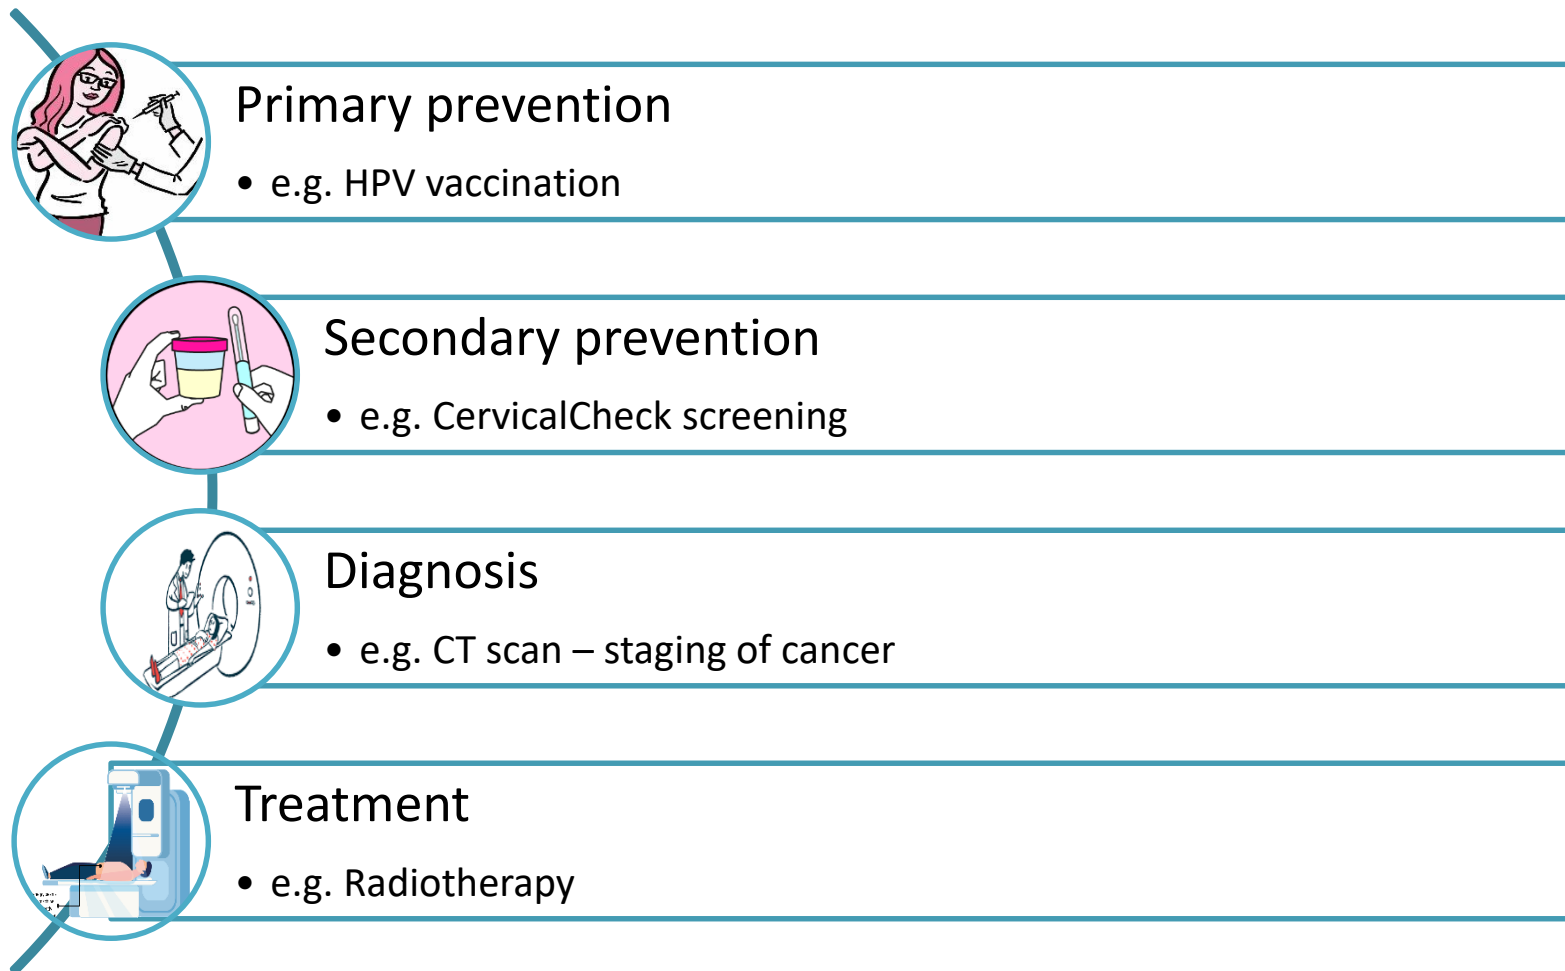 Primary prevention
• e.g. HPV vaccination
Secondary prevention
• e.g. CervicalCheck screening
Diagnosis
• e.g. CT scan – staging of cancer
Treatment
• e.g. Radiotherapy